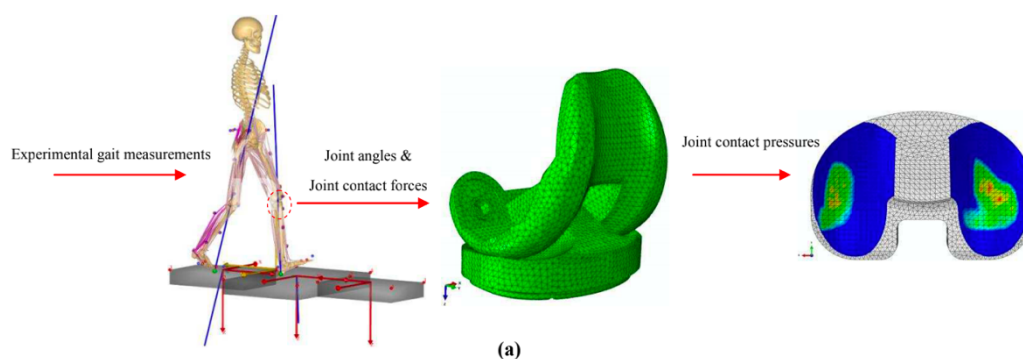 Experimental gait measurements
Joint angles &
Joint contact forces
Joint contact pressures
(a)